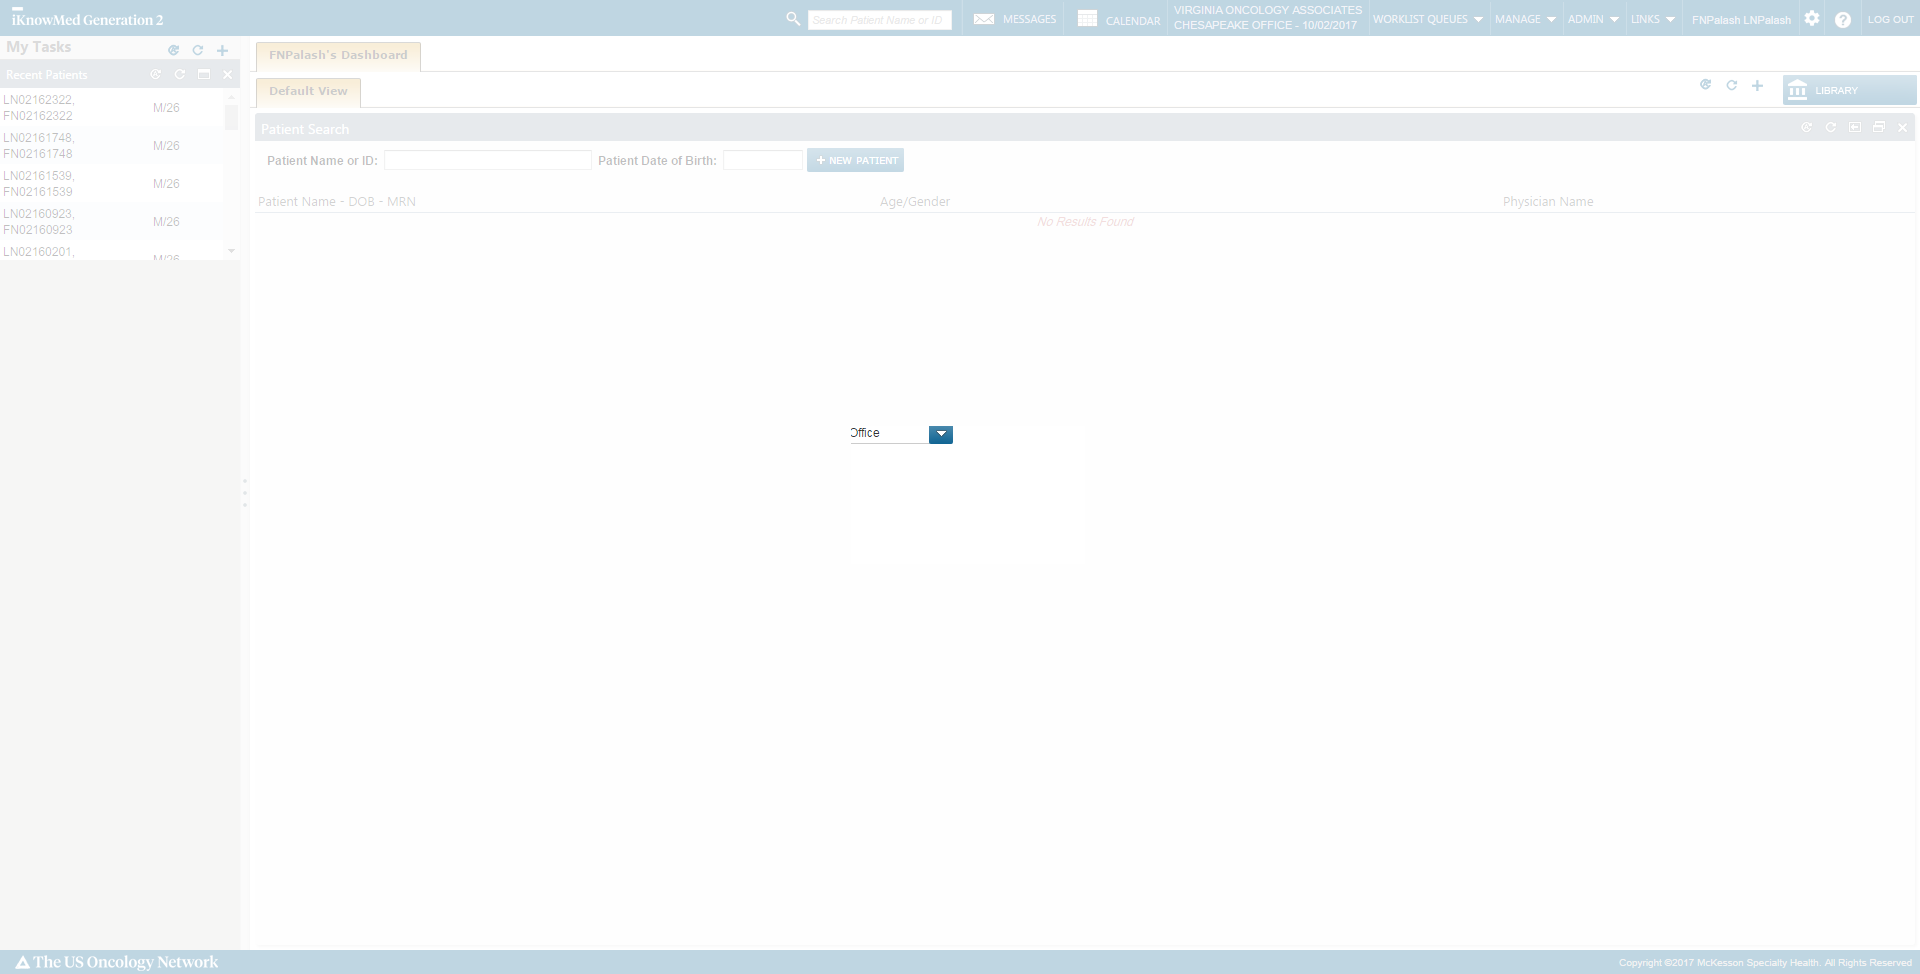 iKnowMed Generation 2
Search Patient Name or ID
MESSAGES
CALENDAR
VIRGINIA ONCOLOGY ASSOCIATES
CHESAPEAKE OFFICE - 10/02/2017
WORKLIST QUEUES
MANAGE
ADMIN
LINKS
FNPalash LNPalash
LOG OUT
My Tasks
Recent Patients
LN02162322,
FN02162322
M/26
LN02161748,
FN02161748
M/26
LN02161539,
FN02161539
M/26
LN02160923,
FN02160923
M/26
LN02160201,
M/26
FNPalash's Dashboard
Default View
LIBRARY
Patient Search
Patient Name or ID:
Patient Date of Birth:
+ NEW PATIENT
Patient Name - DOB - MRN
Age/Gender
Physician Name
No Results Found
Office
The US Oncology Network
Copyright ©2017 McKesson Specialty Health. All Rights Reserved